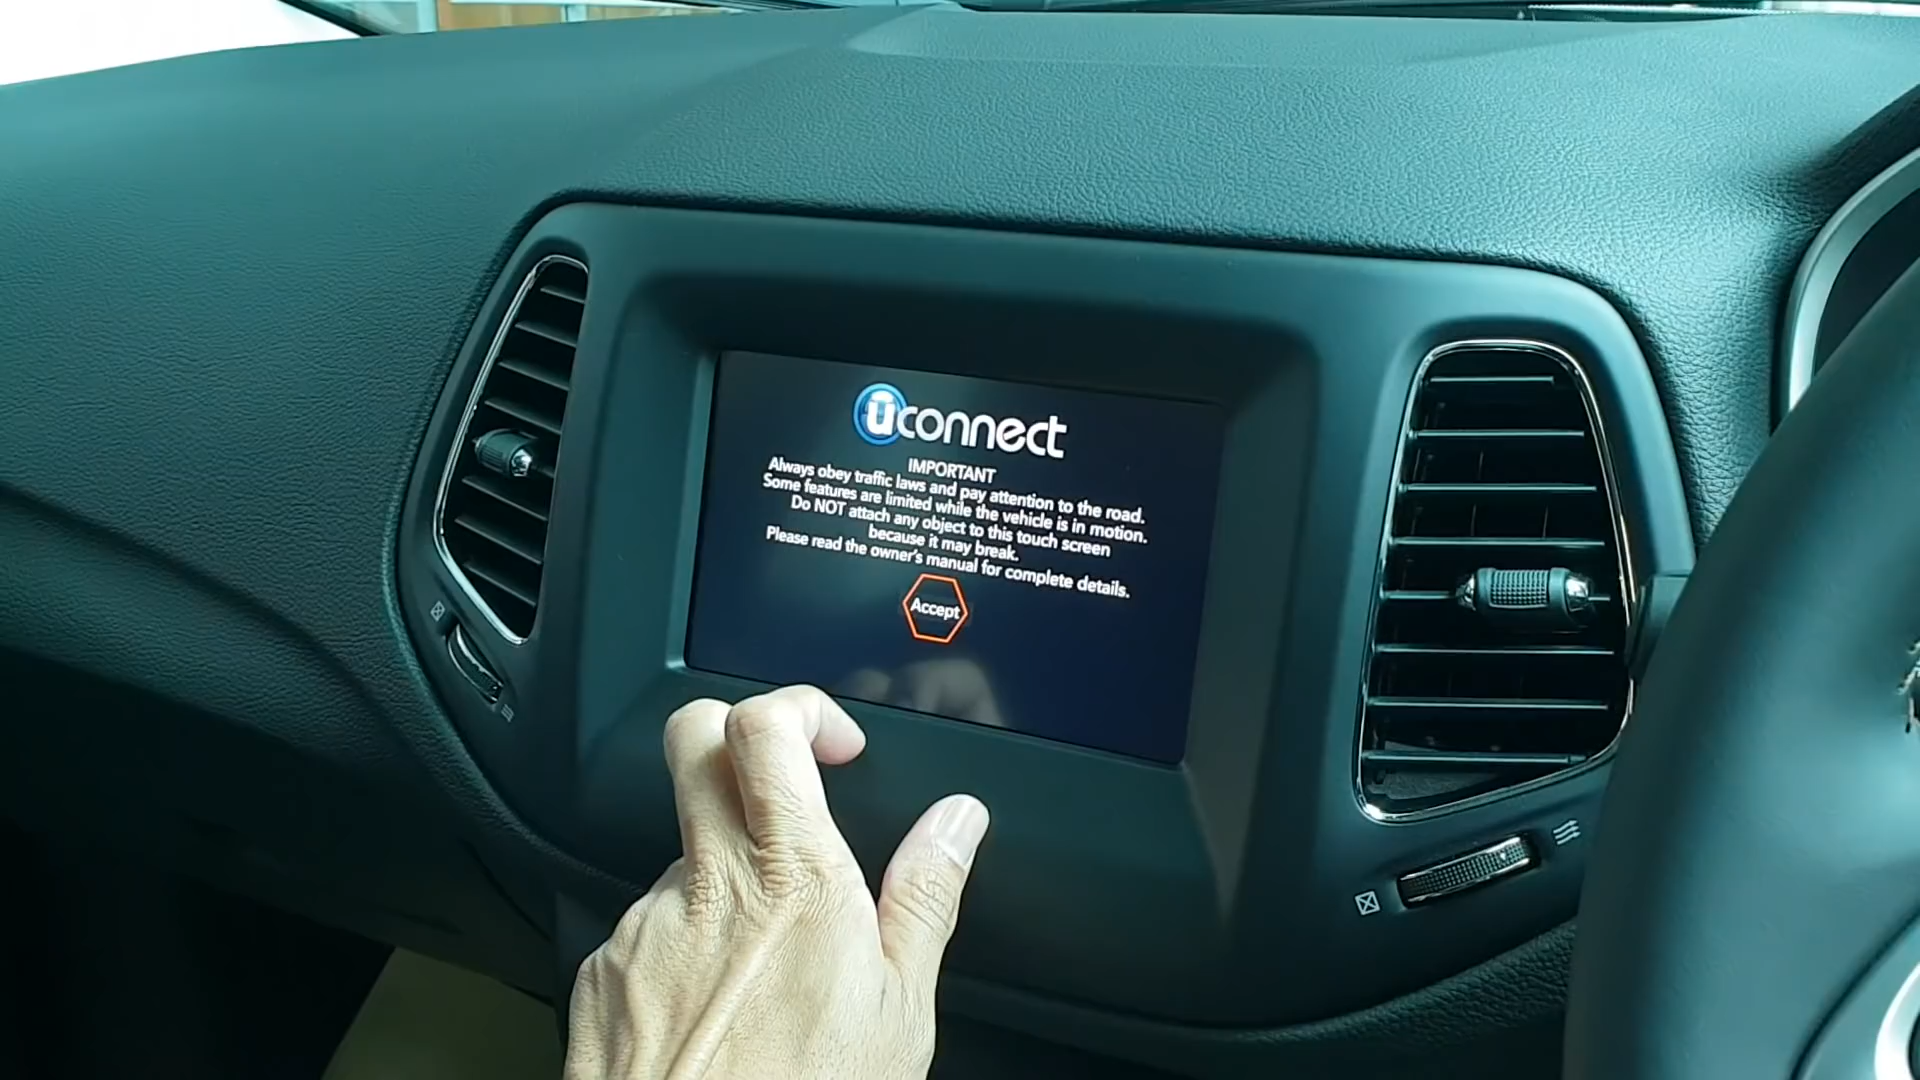 uconnect
IMPORTANT
Always obey traffic laws and pay attention to the road.
Some features are limited while the vehicle is in motion.
Do NOT attach any object to this touch screen
because it may break.
Please read the owner's manual for complete details.
Accept